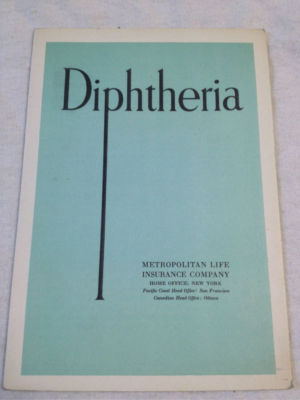 Diphtheria
METROPOLITAN LIFE
INSURANCE COMPANY
HOME OFFICE: NEW YORK
Pacific Coast Head Office: San Francisco
Canadian Head Office: Ottawa